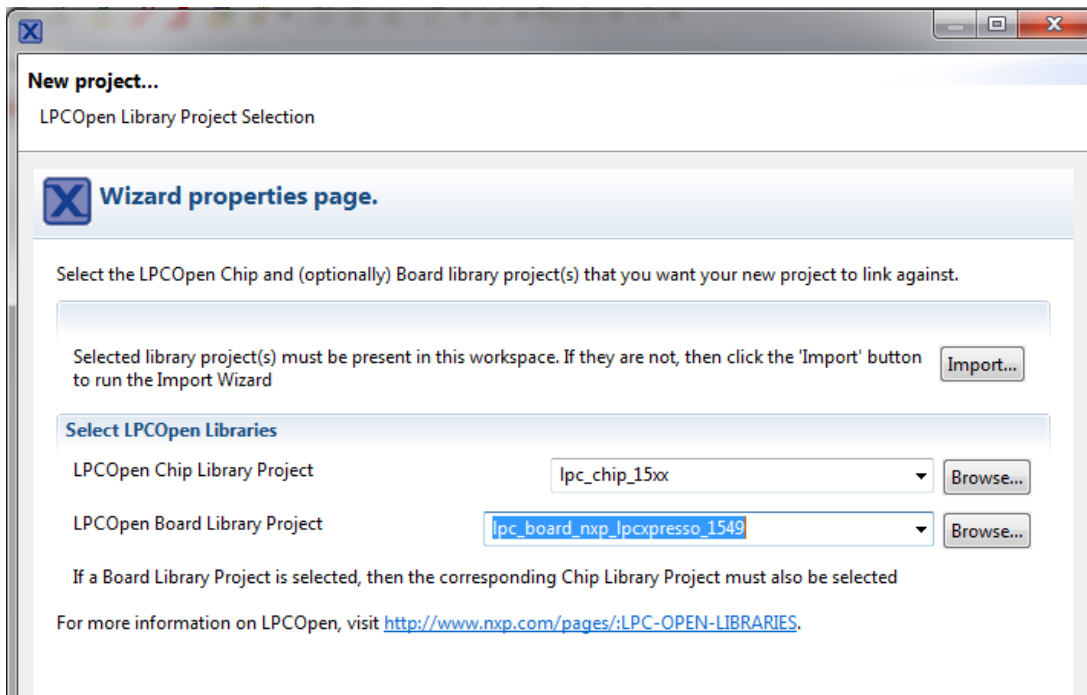 New project...
LPCOpen Library Project Selection
Wizard properties page.
Select the LPCOpen Chip and (optionally) Board library project(s) that you want your new project to link against.
Selected library project(s) must be present in this workspace. If they are not, then click the 'Import' button
to run the Import Wizard
Import...
Select LPCOpen Libraries
LPCOpen Chip Library Project
lpc_chip_15xx
Browse...
LPCOpen Board Library Project
lpc_board_nxp_lpcxpresso_1549
Browse...
If a Board Library Project is selected, then the corresponding Chip Library Project must also be selected
For more information on LPCOpen, visit http://www.nxp.com/pages/:LPC-OPEN-LIBRARIES.